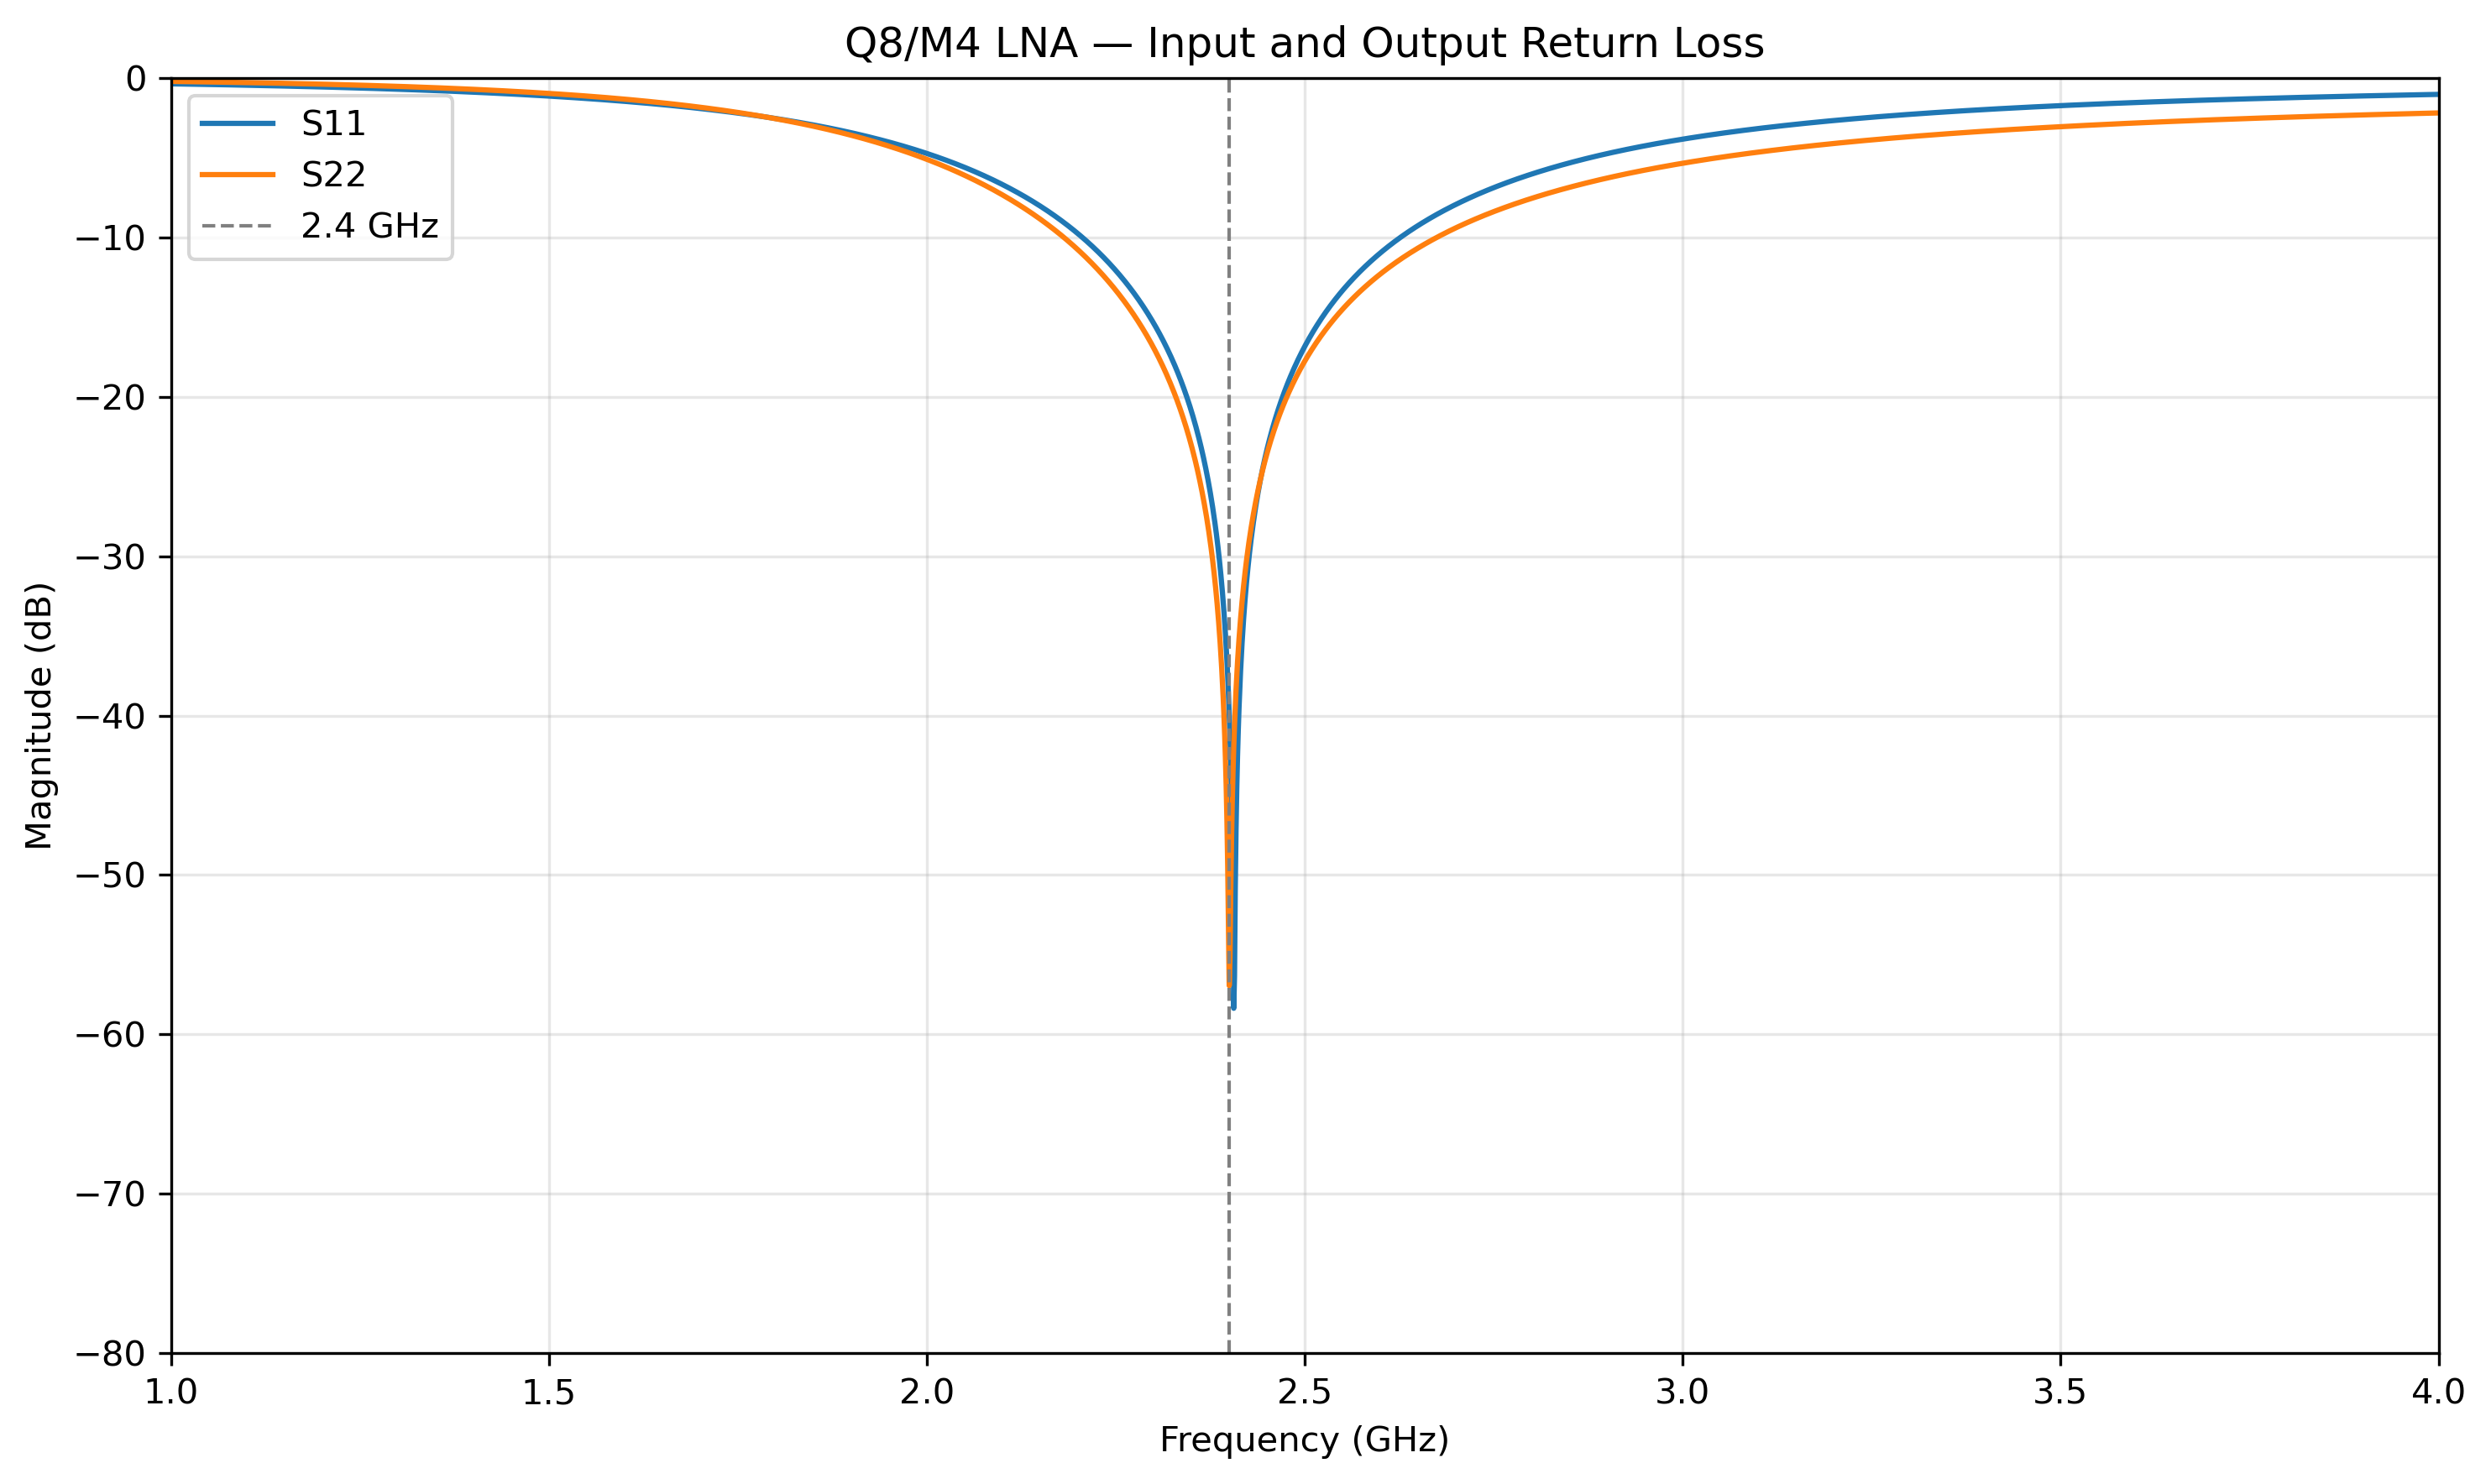 Q8/M4 LNA — Input and Output Return Loss
0
S11
S22
2.4 GHz
−10
−20
−30
−40
−50
−60
−70
−80
Magnitude (dB)
1.0 1.5 2.0 2.5 3.0 3.5 4.0
Frequency (GHz)